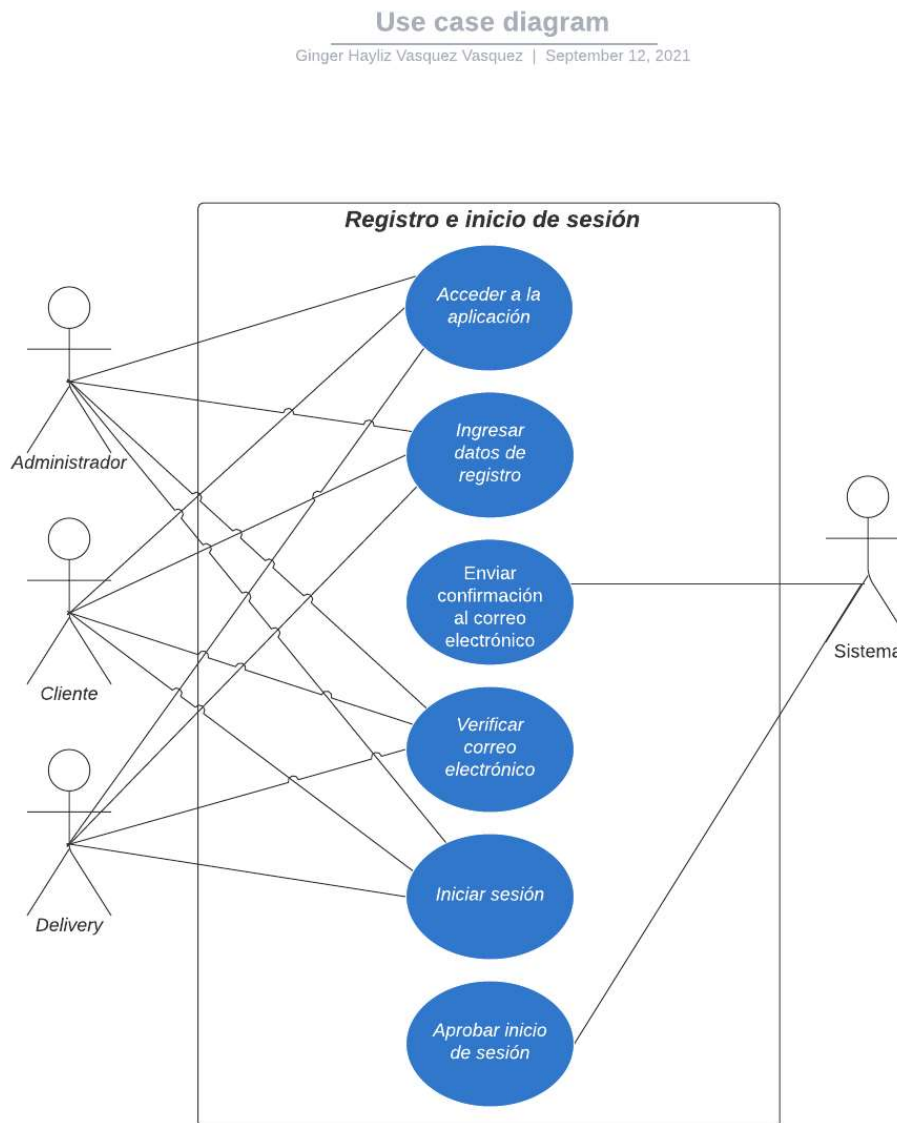 Use case diagram
Ginger Hayliz Vasquez Vasquez | September 12, 2021
Registro e inicio de sesión
Acceder a la
aplicación
Administrador
Ingresar
datos de
registro
Enviar
confirmación
al correo
electrónico
Sistema
Cliente
Verificar
correo
electrónico
Iniciar sesión
Delivery
Aprobar inicio
de sesión